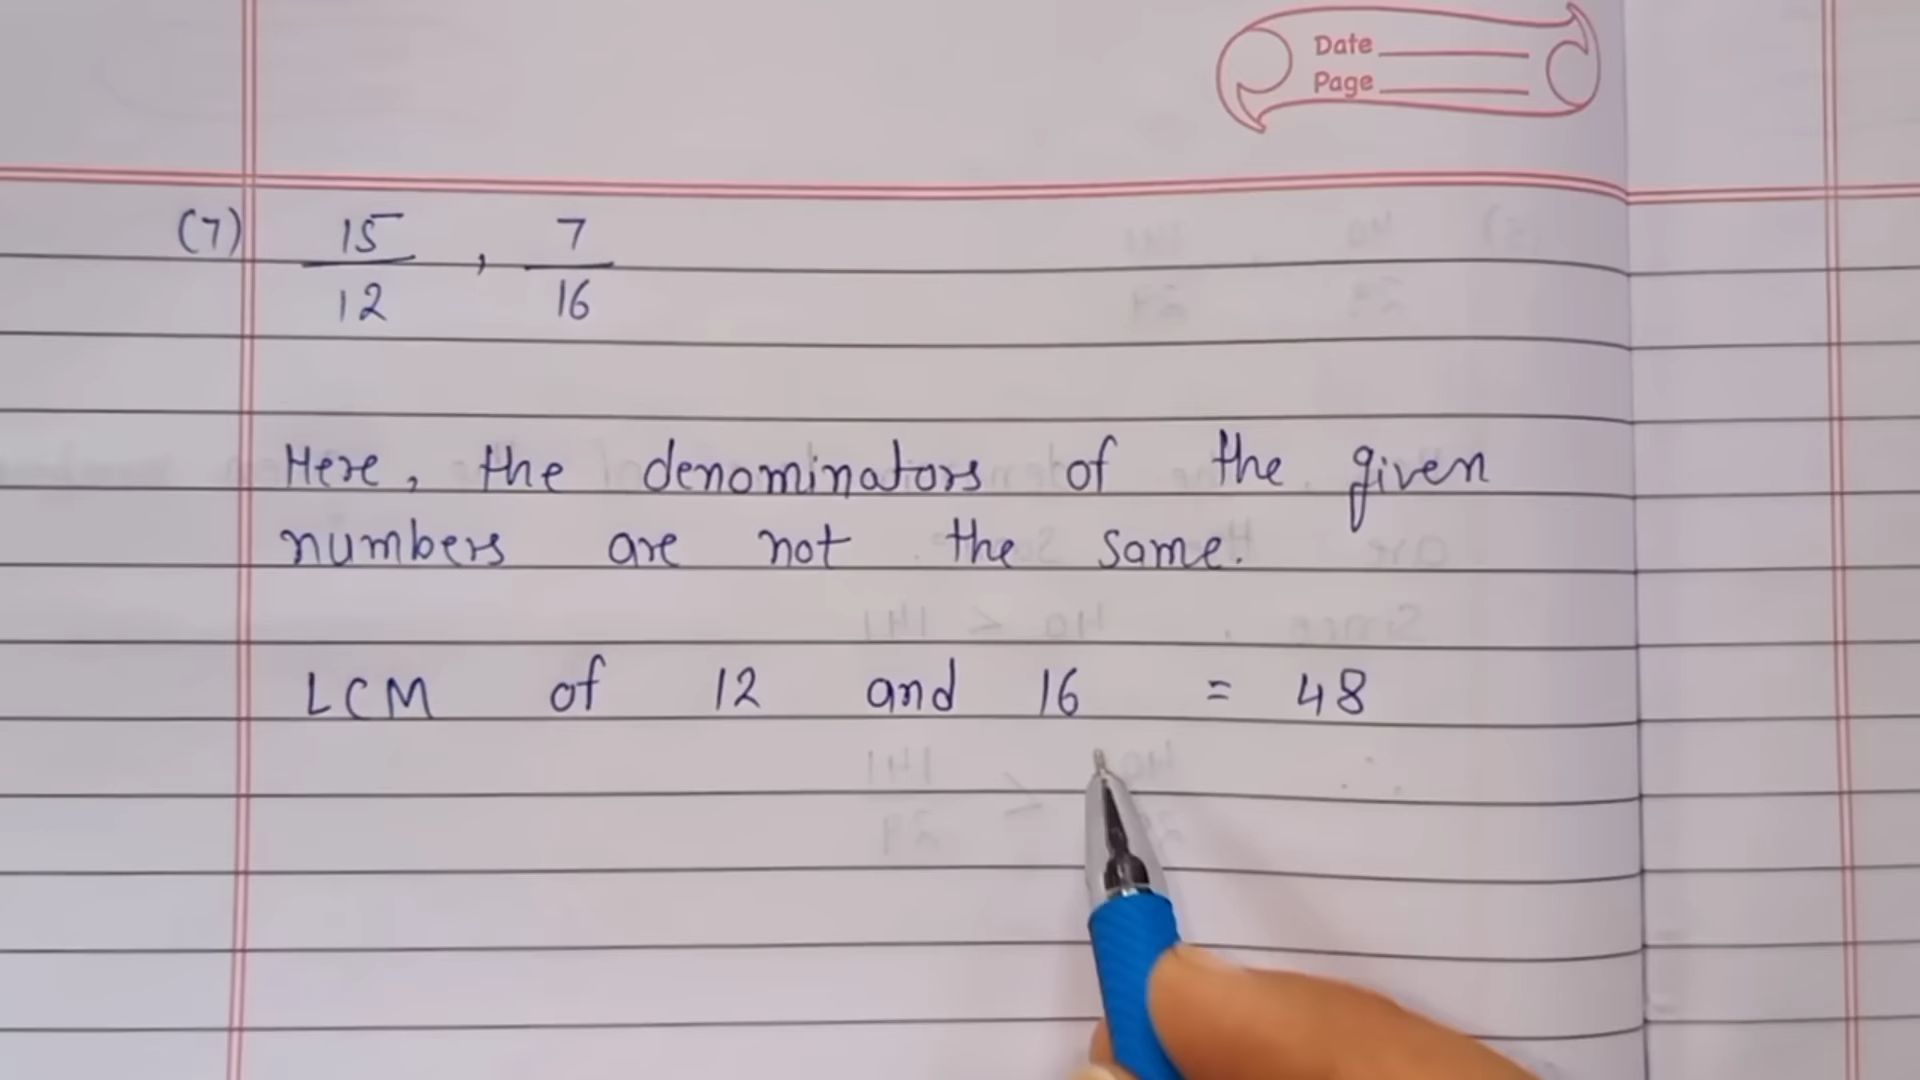 Date
Page
(7) 15/12 , 7/16
Here, the denominators of the given
numbers are not the same.
LCM of 12 and 16 = 48